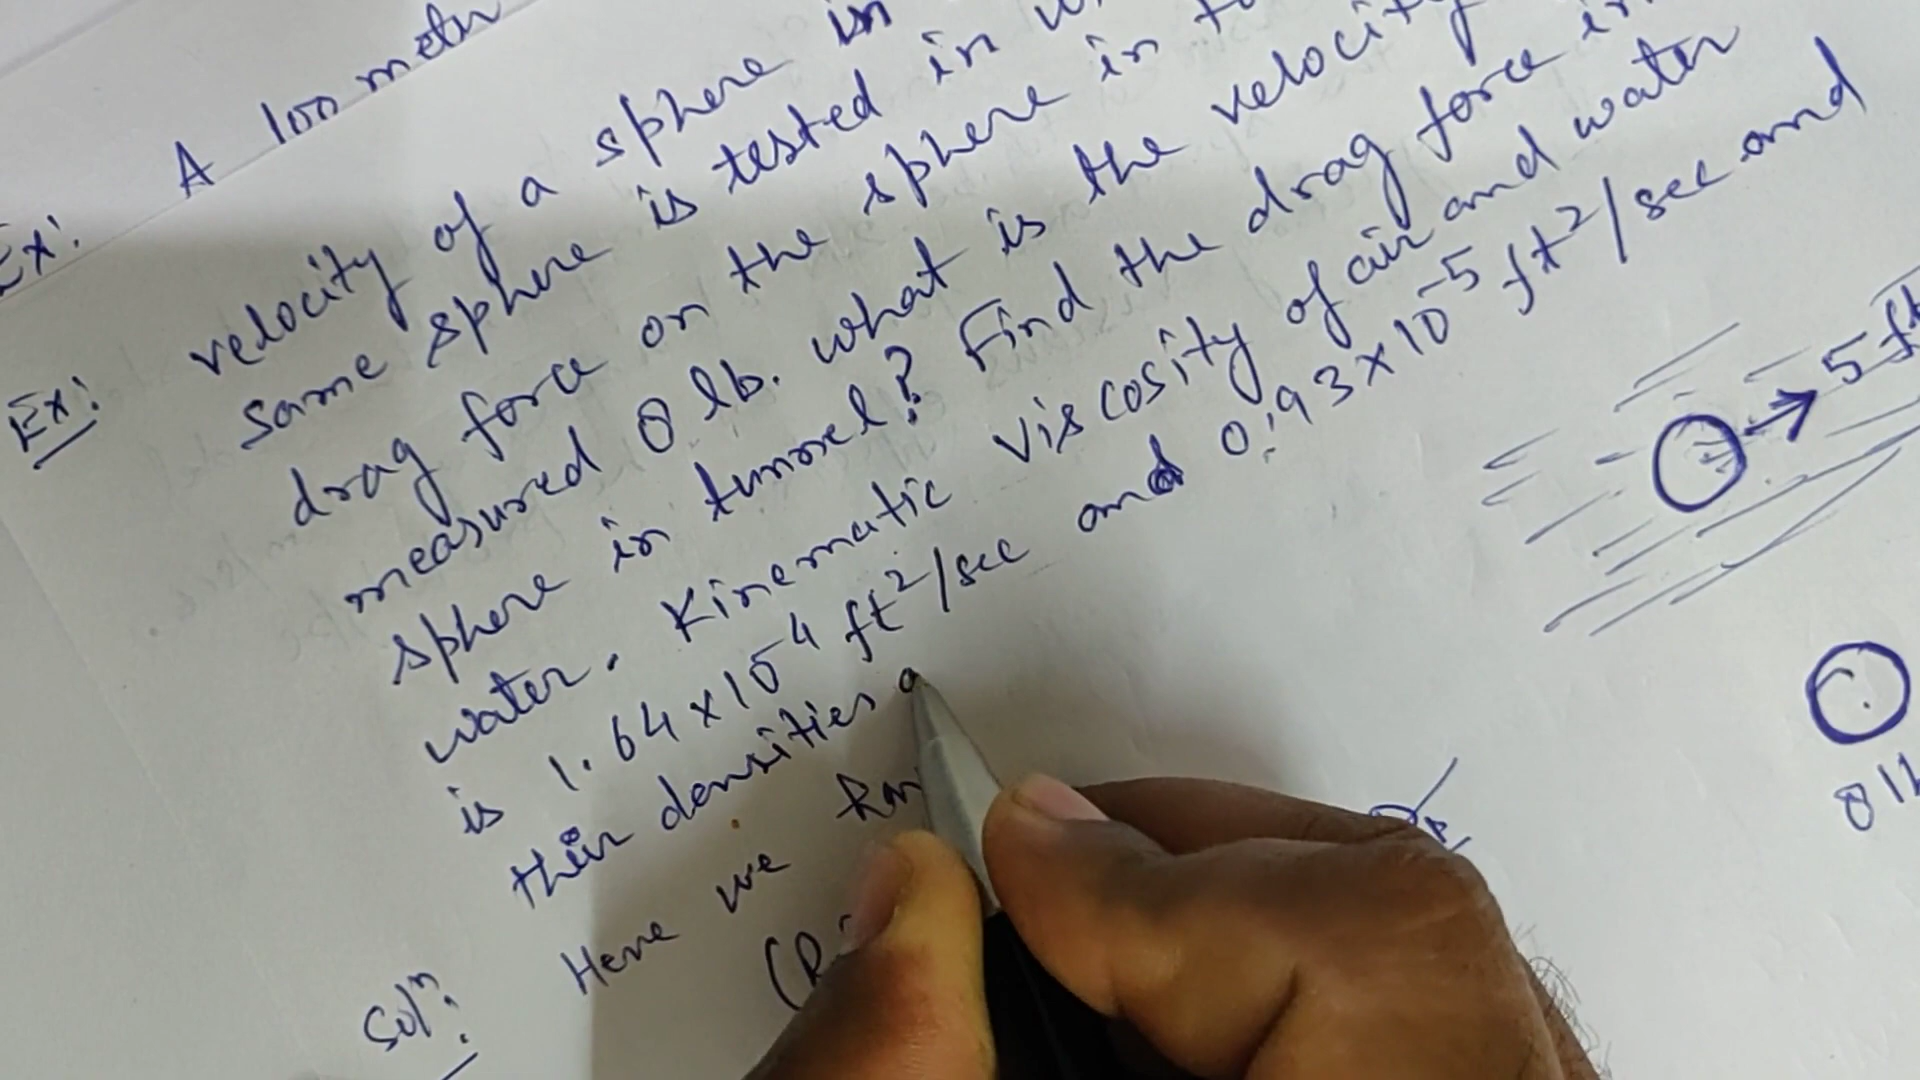 Ex:
A 100 meter
Ex:
velocity of a sphere in
same sphere is tested in
drag force on the sphere in
measured 0 lb. what is the velocity
sphere in tunnel? Find the drag force in
water. Kinematic viscosity of air and water
is 1.64 x 10-4 ft2/sec and 0.93 x 10-5 ft2/sec and
their densities
Soln:
Here we
5 ft